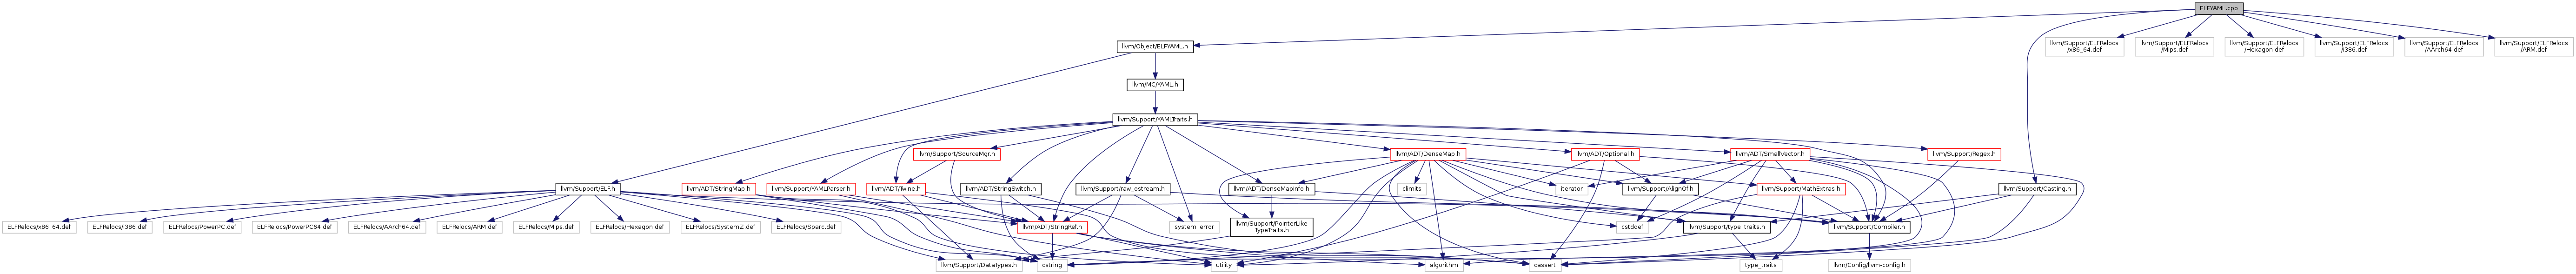 ELFYAML.cpp
llvm/Object/ELFYAML.h
llvm/Support/ELFRelocs
/x86_64.def
llvm/Support/ELFRelocs
/Mips.def
llvm/Support/ELFRelocs
/Hexagon.def
llvm/Support/ELFRelocs
/i386.def
llvm/Support/ELFRelocs
/AArch64.def
llvm/Support/ELFRelocs
/ARM.def
llvm/MC/YAML.h
llvm/Support/YAMLTraits.h
llvm/Support/SourceMgr.h
llvm/ADT/DenseMap.h
llvm/ADT/Optional.h
llvm/ADT/SmallVector.h
llvm/Support/Regex.h
llvm/Support/ELF.h
llvm/ADT/StringMap.h
llvm/Support/YAMLParser.h
llvm/ADT/Twine.h
llvm/ADT/StringSwitch.h
llvm/Support/raw_ostream.h
llvm/ADT/DenseMapInfo.h
climits
iterator
llvm/Support/AlignOf.h
llvm/Support/MathExtras.h
llvm/Support/Casting.h
ELFRelocs/x86_64.def
ELFRelocs/i386.def
ELFRelocs/PowerPC.def
ELFRelocs/PowerPC64.def
ELFRelocs/AArch64.def
ELFRelocs/ARM.def
ELFRelocs/Mips.def
ELFRelocs/Hexagon.def
ELFRelocs/SystemZ.def
ELFRelocs/Sparc.def
llvm/ADT/StringRef.h
system_error
llvm/Support/PointerLike
TypeTraits.h
cstddef
llvm/Support/type_traits.h
llvm/Support/Compiler.h
llvm/Support/DataTypes.h
cstring
utility
algorithm
cassert
type_traits
llvm/Config/llvm-config.h